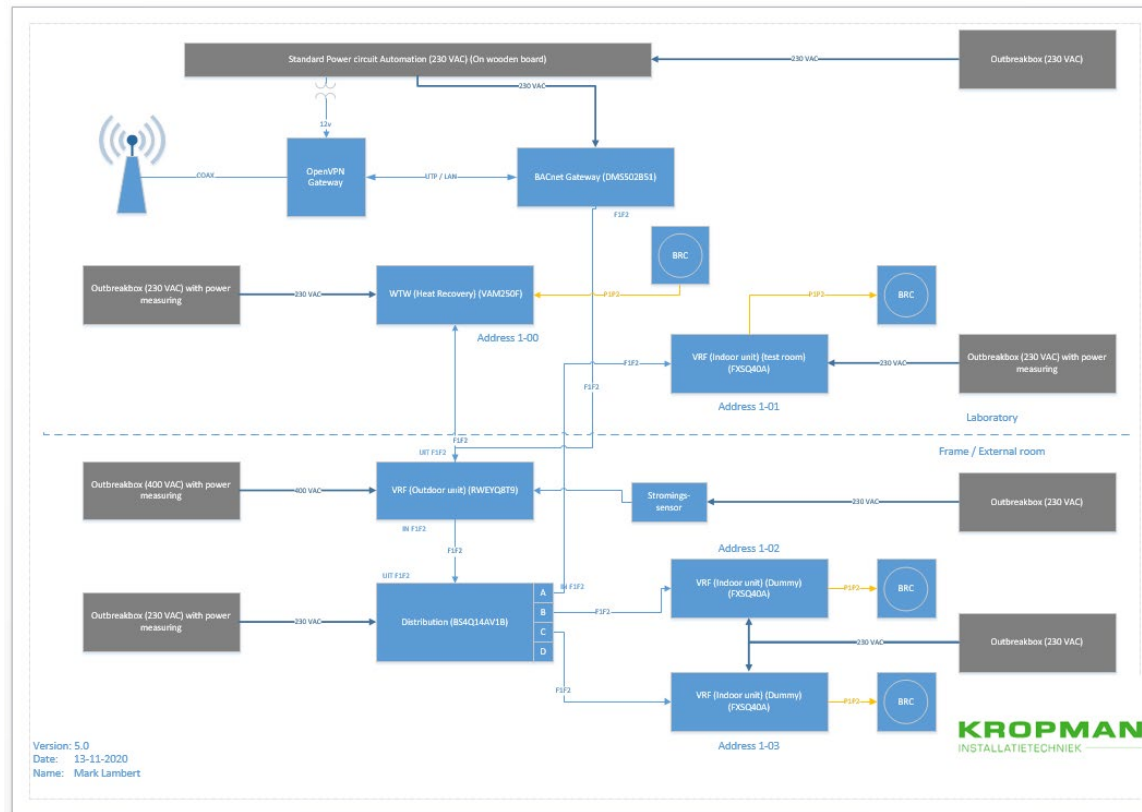 Standard Power circuit Automation (230 VAC) (On wooden board)
230 VAC
Outbreakbox (230 VAC)
230 VAC
12v
OpenVPN
Gateway
COAX
UTP / LAN
BACnet Gateway (DMS502B51)
F1F2
BRC
Outbreakbox (230 VAC) with power
measuring
230 VAC
WTW (Heat Recovery) (VAM250F)
P1P2
Address 1-00
P1P2
BRC
F1F2
VRF (Indoor unit) (test room)
(FXSQ40A)
230 VAC
Outbreakbox (230 VAC) with power
measuring
F1F2
Address 1-01
Laboratory
F1F2
UIT F1F2
Frame / External room
Outbreakbox (400 VAC) with power
measuring
400 VAC
VRF (Outdoor unit) (RWEYQ8T9)
Stromings-
sensor
230 VAC
Outbreakbox (230 VAC)
IN F1F2
F1F2
Address 1-02
UIT F1F2
IN F1F2
Outbreakbox (230 VAC) with power
measuring
230 VAC
Distribution (BS4Q14AV1B)
A
B
C
D
F1F2
VRF (Indoor unit) (Dummy)
(FXSQ40A)
P1P2
BRC
230 VAC
Outbreakbox (230 VAC)
F1F2
VRF (Indoor unit) (Dummy)
(FXSQ40A)
P1P2
BRC
Address 1-03
KROPMAN
INSTALLATIETECHNIEK
Version: 5.0
Date: 13-11-2020
Name: Mark Lambert